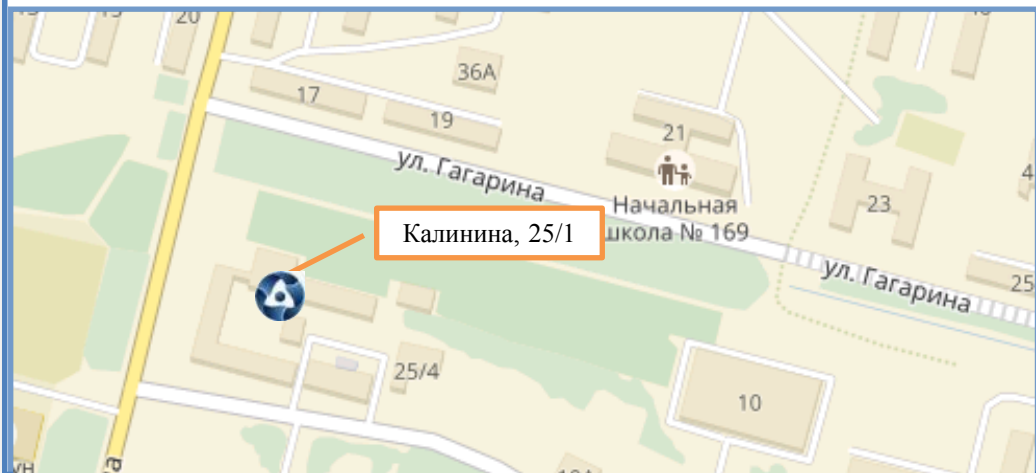 20
36А
17
19
21
ул. Гагарина
Начальная
школа № 169
23
Калинина, 25/1
ул. Гагарина
25
25/4
10